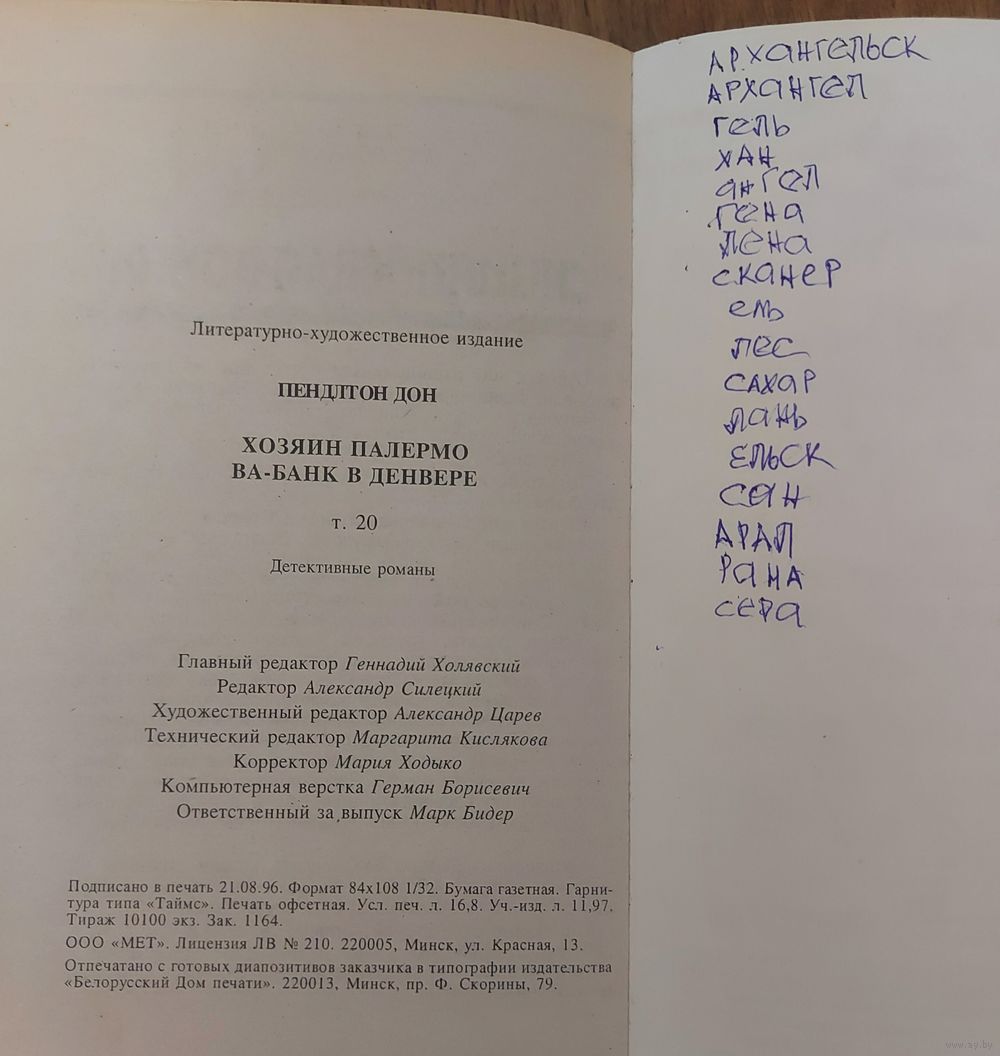 Литературно-художественное издание
ПЕНДЛТОН ДОН
ХОЗЯИН ПАЛЕРМО
ВА-БАНК В ДЕНВЕРЕ
т. 20
Детективные романы
Главный редактор Геннадий Холявский
Редактор Александр Силецкий
Художественный редактор Александр Царев
Технический редактор Маргарита Кислякова
Корректор Мария Ходыко
Компьютерная верстка Герман Борисевич
Ответственный за выпуск Марк Бидер
Подписано в печать 21.08.96. Формат 84х108 1/32. Бумага газетная. Гарни-
тура типа «Таймс». Печать офсетная. Усл. печ. л. 16,8. Уч.-изд. л. 11,97.
Тираж 10100 экз. Зак. 1164.
ООО «МЕТ». Лицензия ЛВ № 210. 220005, Минск, ул. Красная, 13.
Отпечатано с готовых диапозитивов заказчика в типографии издательства
«Белорусский Дом печати». 220013, Минск, пр. Ф. Скорины, 79.
АРХАНГЕЛЬСК
АРХАНГЕЛ
ГЕЛЬ
ХАН
АНГЕЛ
ГЕНА
ЛЕНА
СКАНЕР
ЕЛЬ
ЛЕС
САХАР
ЛАНЬ
ЕЛЬСК
САН
АРАЛ
РАНА
СЕРА
www.ay.by